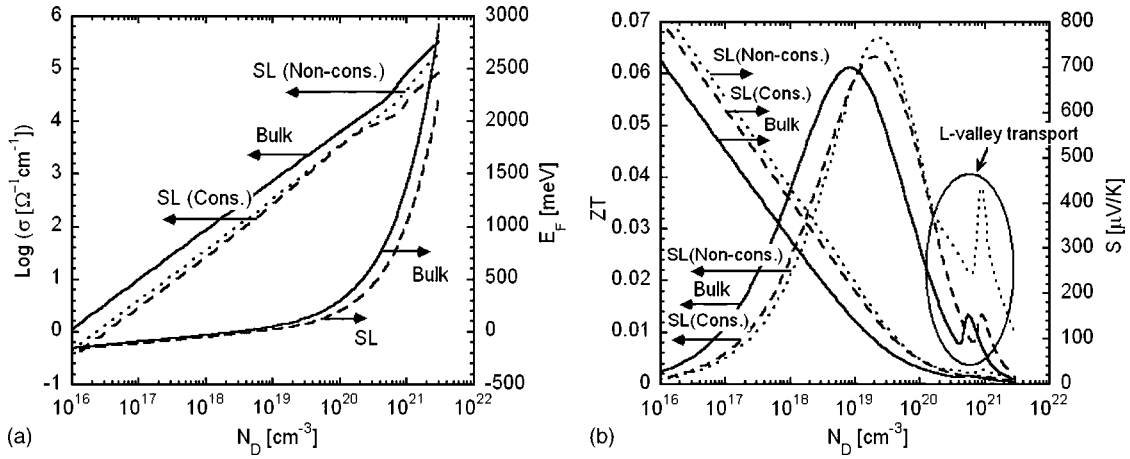 6
5
4
3
2
1
0
-1
Log (σ [Ω⁻¹cm⁻¹])
3000
2500
2000
1500
1000
500
0
-500
E_F [meV]
SL (Non-cons.)
Bulk
SL (Cons.)
Bulk
SL
10¹⁶ 10¹⁷ 10¹⁸ 10¹⁹ 10²⁰ 10²¹ 10²²
N_D [cm⁻³]
(a)
0.07
0.06
0.05
0.04
0.03
0.02
0.01
0
ZT
800
700
600
500
400
300
200
100
0
S [μV/K]
SL(Non-cons.)
SL(Cons.)
Bulk
L-valley transport
SL(Non-cons.)
Bulk
SL(Cons.)
10¹⁶ 10¹⁷ 10¹⁸ 10¹⁹ 10²⁰ 10²¹ 10²²
N_D [cm⁻³]
(b)